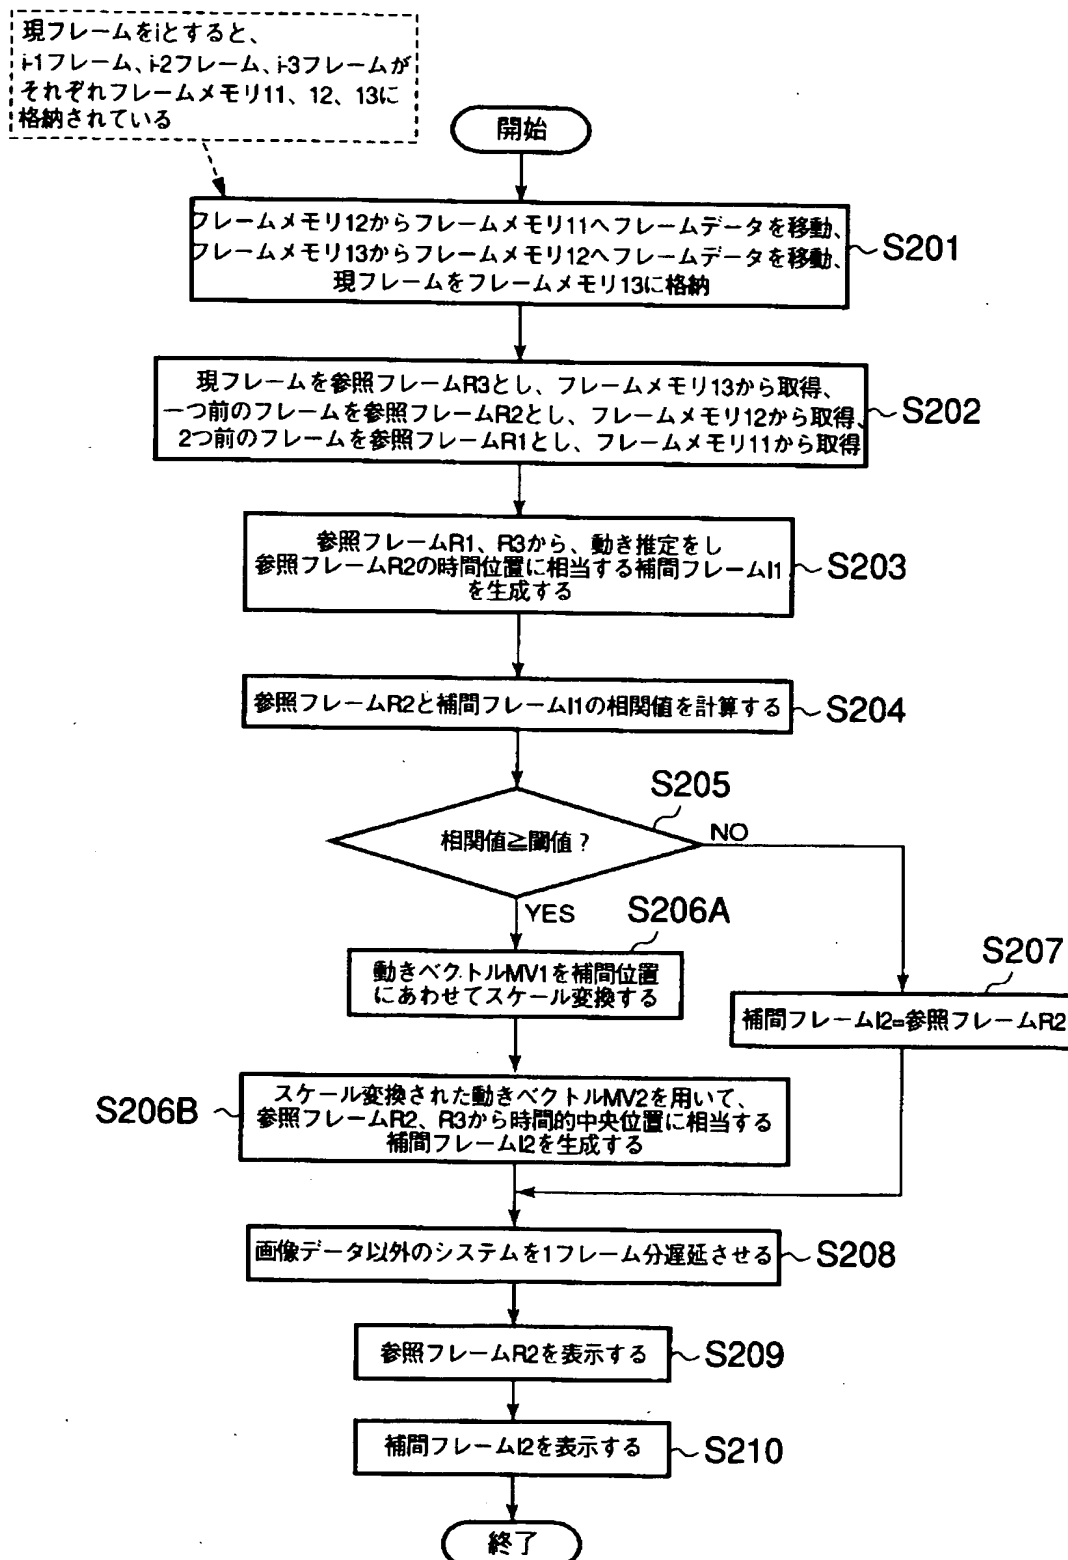 現フレームをiとすると、
i-1フレーム、i-2フレーム、i-3フレームが
それぞれフレームメモリ11、12、13に
格納されている
開始
フレームメモリ12からフレームメモリ11へフレームデータを移動、
フレームメモリ13からフレームメモリ12へフレームデータを移動、
現フレームをフレームメモリ13に格納
S201
現フレームを参照フレームR3とし、フレームメモリ13から取得、
一つ前のフレームを参照フレームR2とし、フレームメモリ12から取得、
2つ前のフレームを参照フレームR1とし、フレームメモリ11から取得
S202
参照フレームR1、R3から、動き推定をし
参照フレームR2の時間位置に相当する補間フレームI1
を生成する
S203
参照フレームR2と補間フレームI1の相関値を計算する
S204
S205
相関値≧閾値?
NO
YES
S206A
動きベクトルMV1を補間位置
にあわせてスケール変換する
S207
補間フレームI2=参照フレームR2
S206B
スケール変換された動きベクトルMV2を用いて、
参照フレームR2、R3から時間的中央位置に相当する
補間フレームI2を生成する
画像データ以外のシステムを1フレーム分遅延させる
S208
参照フレームR2を表示する
S209
補間フレームI2を表示する
S210
終了